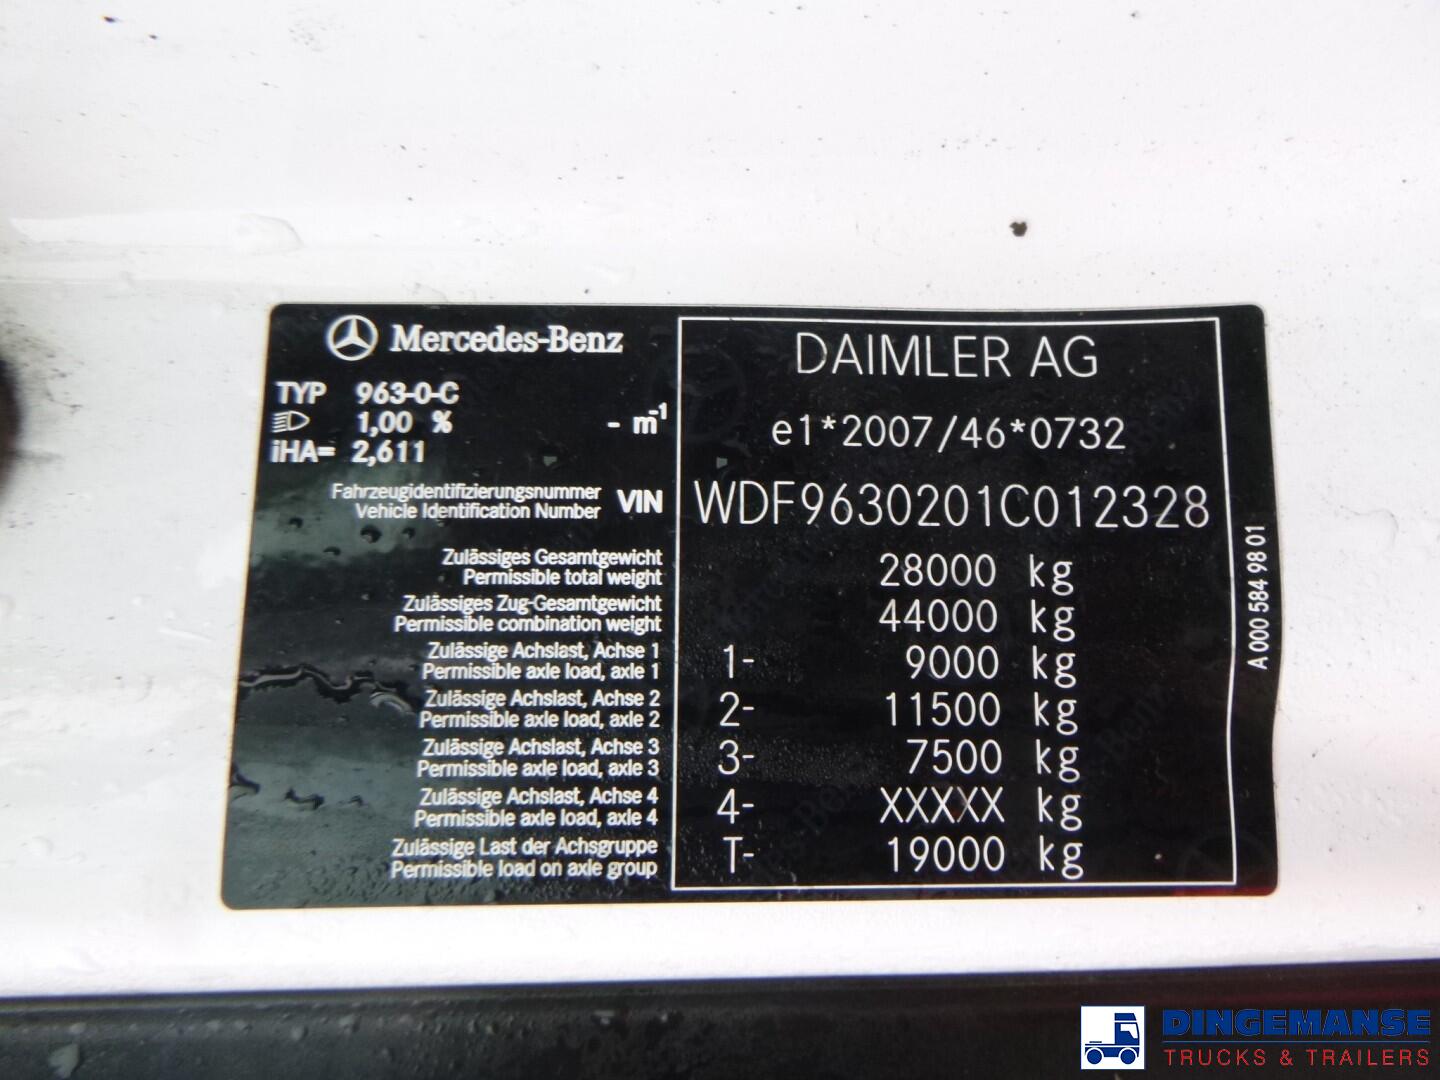 Mercedes-Benz
TYP 963-0-C
1,00 % - m-1
iHA= 2,611
DAIMLER AG
e1*2007/46*0732
Fahrzeugidentifizierungsnummer
Vehicle Identification Number VIN WDF9630201C012328
Zulässiges Gesamtgewicht
Permissible total weight 28000 kg
Zulässiges Zug-Gesamtgewicht
Permissible combination weight 44000 kg
Zulässige Achslast, Achse 1
Permissible axle load, axle 1 1- 9000 kg
Zulässige Achslast, Achse 2
Permissible axle load, axle 2 2- 11500 kg
Zulässige Achslast, Achse 3
Permissible axle load, axle 3 3- 7500 kg
Zulässige Achslast, Achse 4
Permissible axle load, axle 4 4- XXXXX kg
Zulässige Last der Achsgruppe
Permissible load on axle group T- 19000 kg
A 000 584 98 01
DINGEMANSE
TRUCKS & TRAILERS